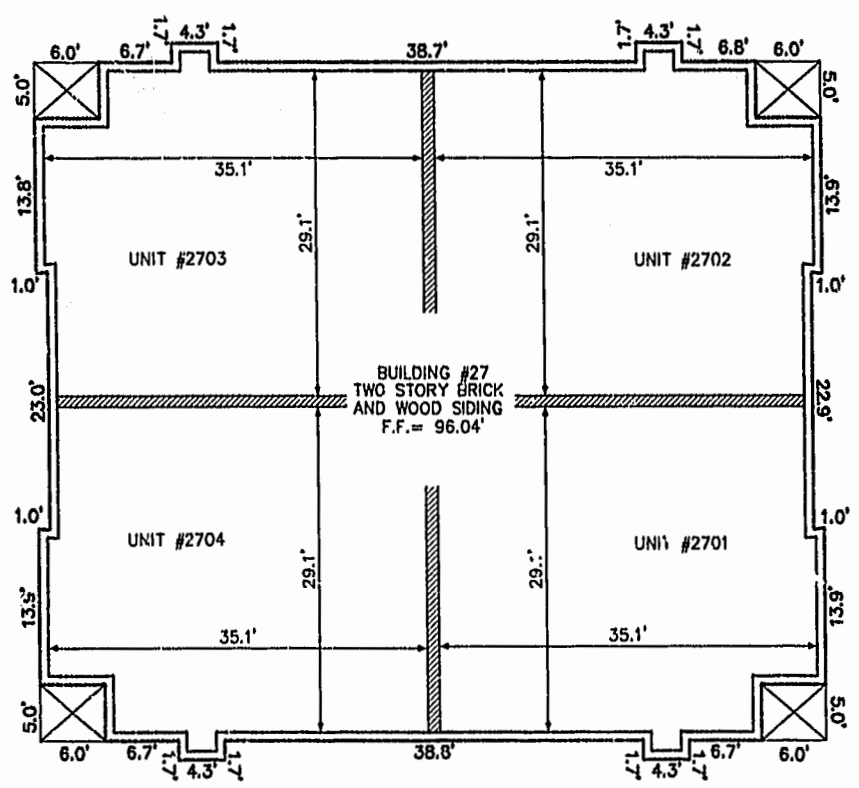 1.7' 4.3' 1.7' 1.7' 4.3' 1.7'
6.0' 6.7' 38.7' 6.8' 6.0'
5.0' 5.0'
35.1' 35.1'
13.8' 13.9'
29.1' 29.1'
UNIT #2703 UNIT #2702
1.0' 1.0'
BUILDING #27
TWO STORY BRICK
AND WOOD SIDING
F.F.= 96.04'
23.0' 22.9'
1.0' 1.0'
UNIT #2704 UNIT #2701
29.1'
13.9'
35.1' 35.1'
5.0' 5.0'
6.0' 6.7' 38.8' 6.7' 6.0'
1.7' 4.3' 1.7' 1.7' 4.3' 1.7'